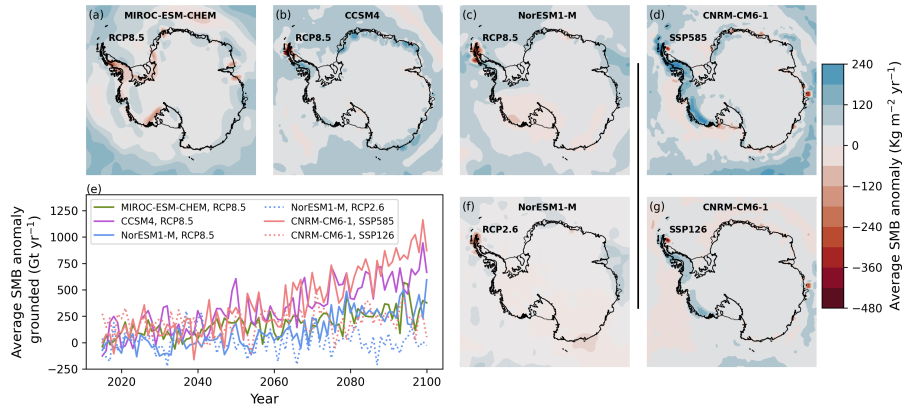 (a)
MIROC-ESM-CHEM
RCP8.5
(b)
CCSM4
RCP8.5
(c)
NorESM1-M
RCP8.5
(d)
CNRM-CM6-1
SSP585
240
120
0
−120
−240
−360
−480
Average SMB anomaly (Kg m−2 yr−1)
(e)
MIROC-ESM-CHEM, RCP8.5
CCSM4, RCP8.5
NorESM1-M, RCP8.5
NorESM1-M, RCP2.6
CNRM-CM6-1, SSP585
CNRM-CM6-1, SSP126
1250
1000
750
500
250
0
−250
Average SMB anomaly
grounded (Gt yr−1)
2020
2040
2060
2080
2100
Year
(f)
NorESM1-M
RCP2.6
(g)
CNRM-CM6-1
SSP126